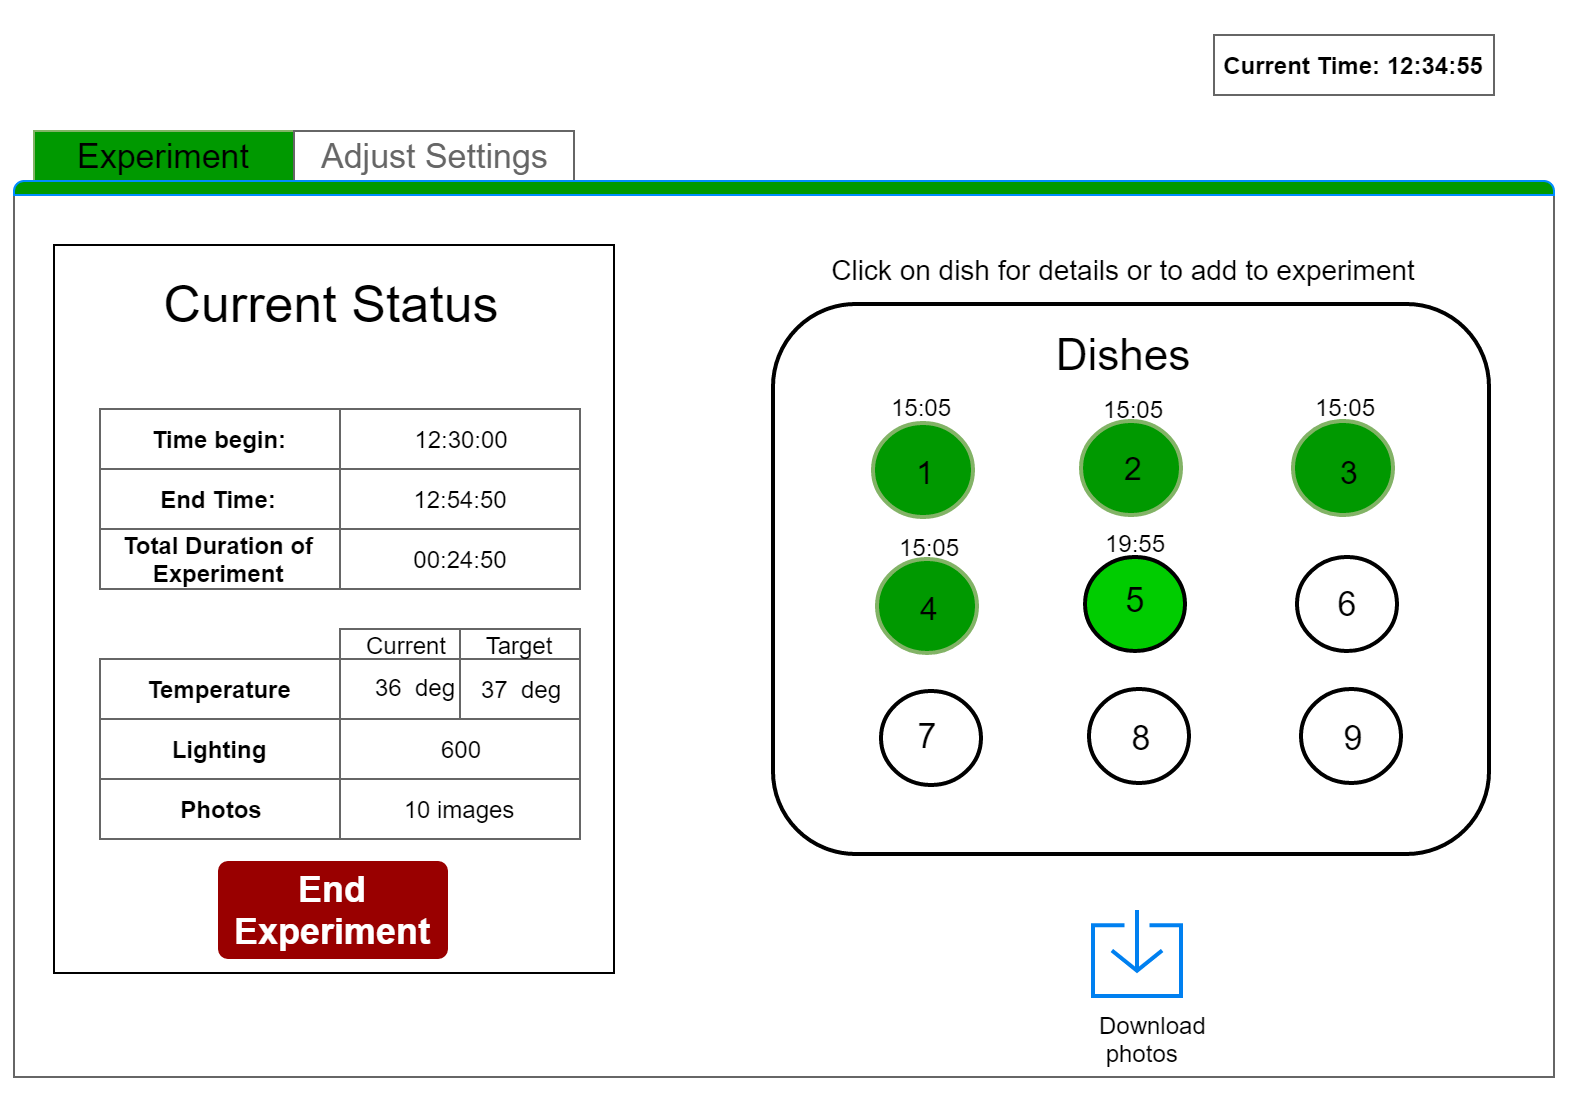 Current Time: 12:34:55
Experiment
Adjust Settings
Current Status
Time begin:
12:30:00
End Time:
12:54:50
Total Duration of
Experiment
00:24:50
Current
Target
Temperature
36 deg
37 deg
Lighting
600
Photos
10 images
End
Experiment
Click on dish for details or to add to experiment
Dishes
15:05
15:05
15:05
1
2
3
15:05
19:55
4
5
6
7
8
9
Download
photos